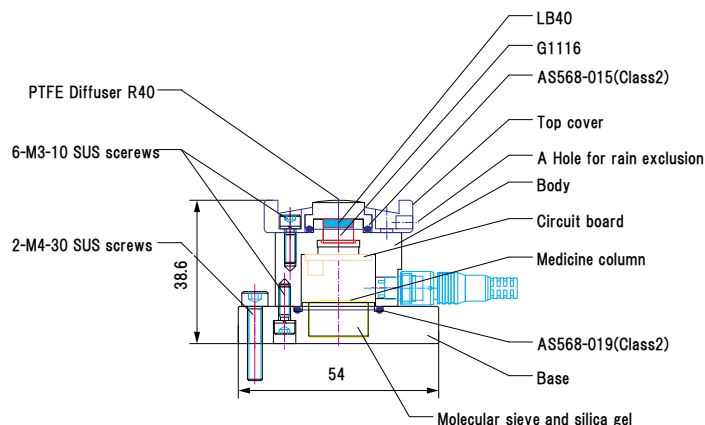 LB40
G1116
AS568-015(Class2)
PTFE Diffuser R40
Top cover
6-M3-10 SUS scerews
A Hole for rain exclusion
Body
Circuit board
2-M4-30 SUS screws
Medicine column
38.6
AS568-019(Class2)
54
Base
Molecular sieve and silica gel